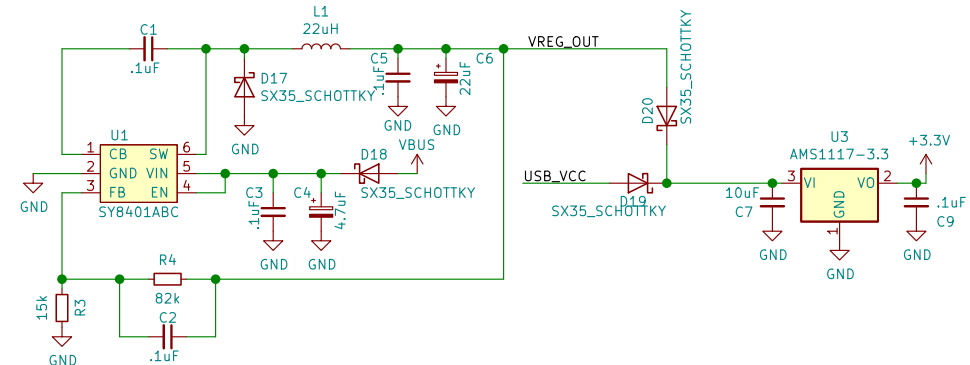 L1
22uH
C1
.1uF
D17
SX35_SCHOTTKY
GND
C5
.1uF
GND
C6
22uF
GND
VREG_OUT
D20
SX35_SCHOTTKY
U1
1 CB SW 6
2 GND VIN 5
3 FB EN 4
SY8401ABC
GND
C3
.1uF
GND
C4
4.7uF
GND
D18
SX35_SCHOTTKY
VBUS
USB_VCC
D19
SX35_SCHOTTKY
10uF
C7
GND
U3
AMS1117-3.3
3 VI VO 2
GND
1
GND
+3.3V
.1uF
C9
GND
R4
82k
15k
R3
GND
C2
.1uF